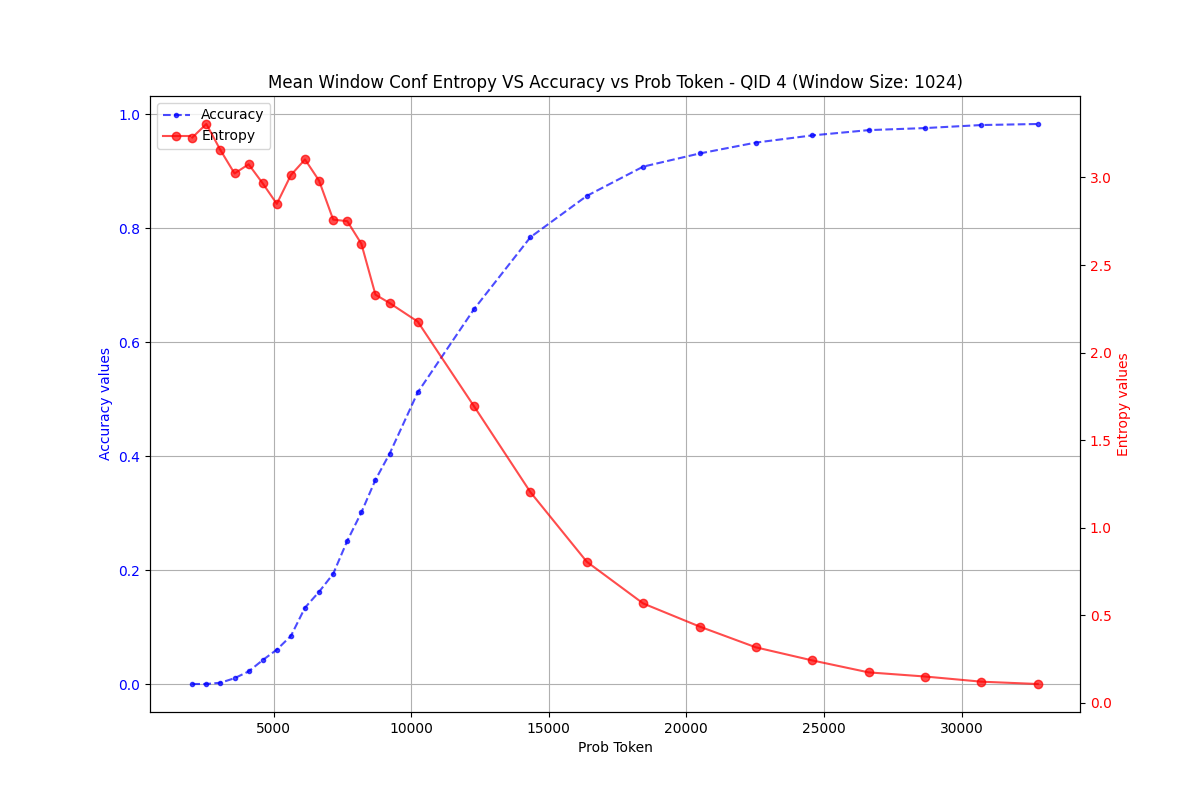 Mean Window Conf Entropy VS Accuracy vs Prob Token - QID 4 (Window Size: 1024)
Accuracy
Entropy
1.0
0.8
0.6
0.4
0.2
0.0
Accuracy values
3.0
2.5
2.0
1.5
1.0
0.5
0.0
Entropy values
5000 10000 15000 20000 25000 30000
Prob Token